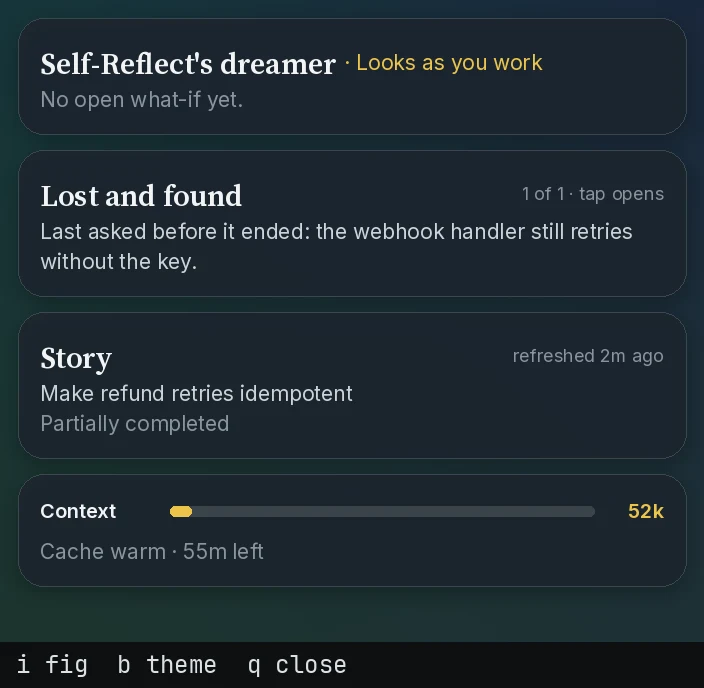 Self-Reflect's dreamer · Looks as you work
No open what-if yet.
Lost and found 1 of 1 · tap opens
Last asked before it ended: the webhook handler still retries
without the key.
Story refreshed 2m ago
Make refund retries idempotent
Partially completed
Context 52k
Cache warm · 55m left
i fig b theme q close